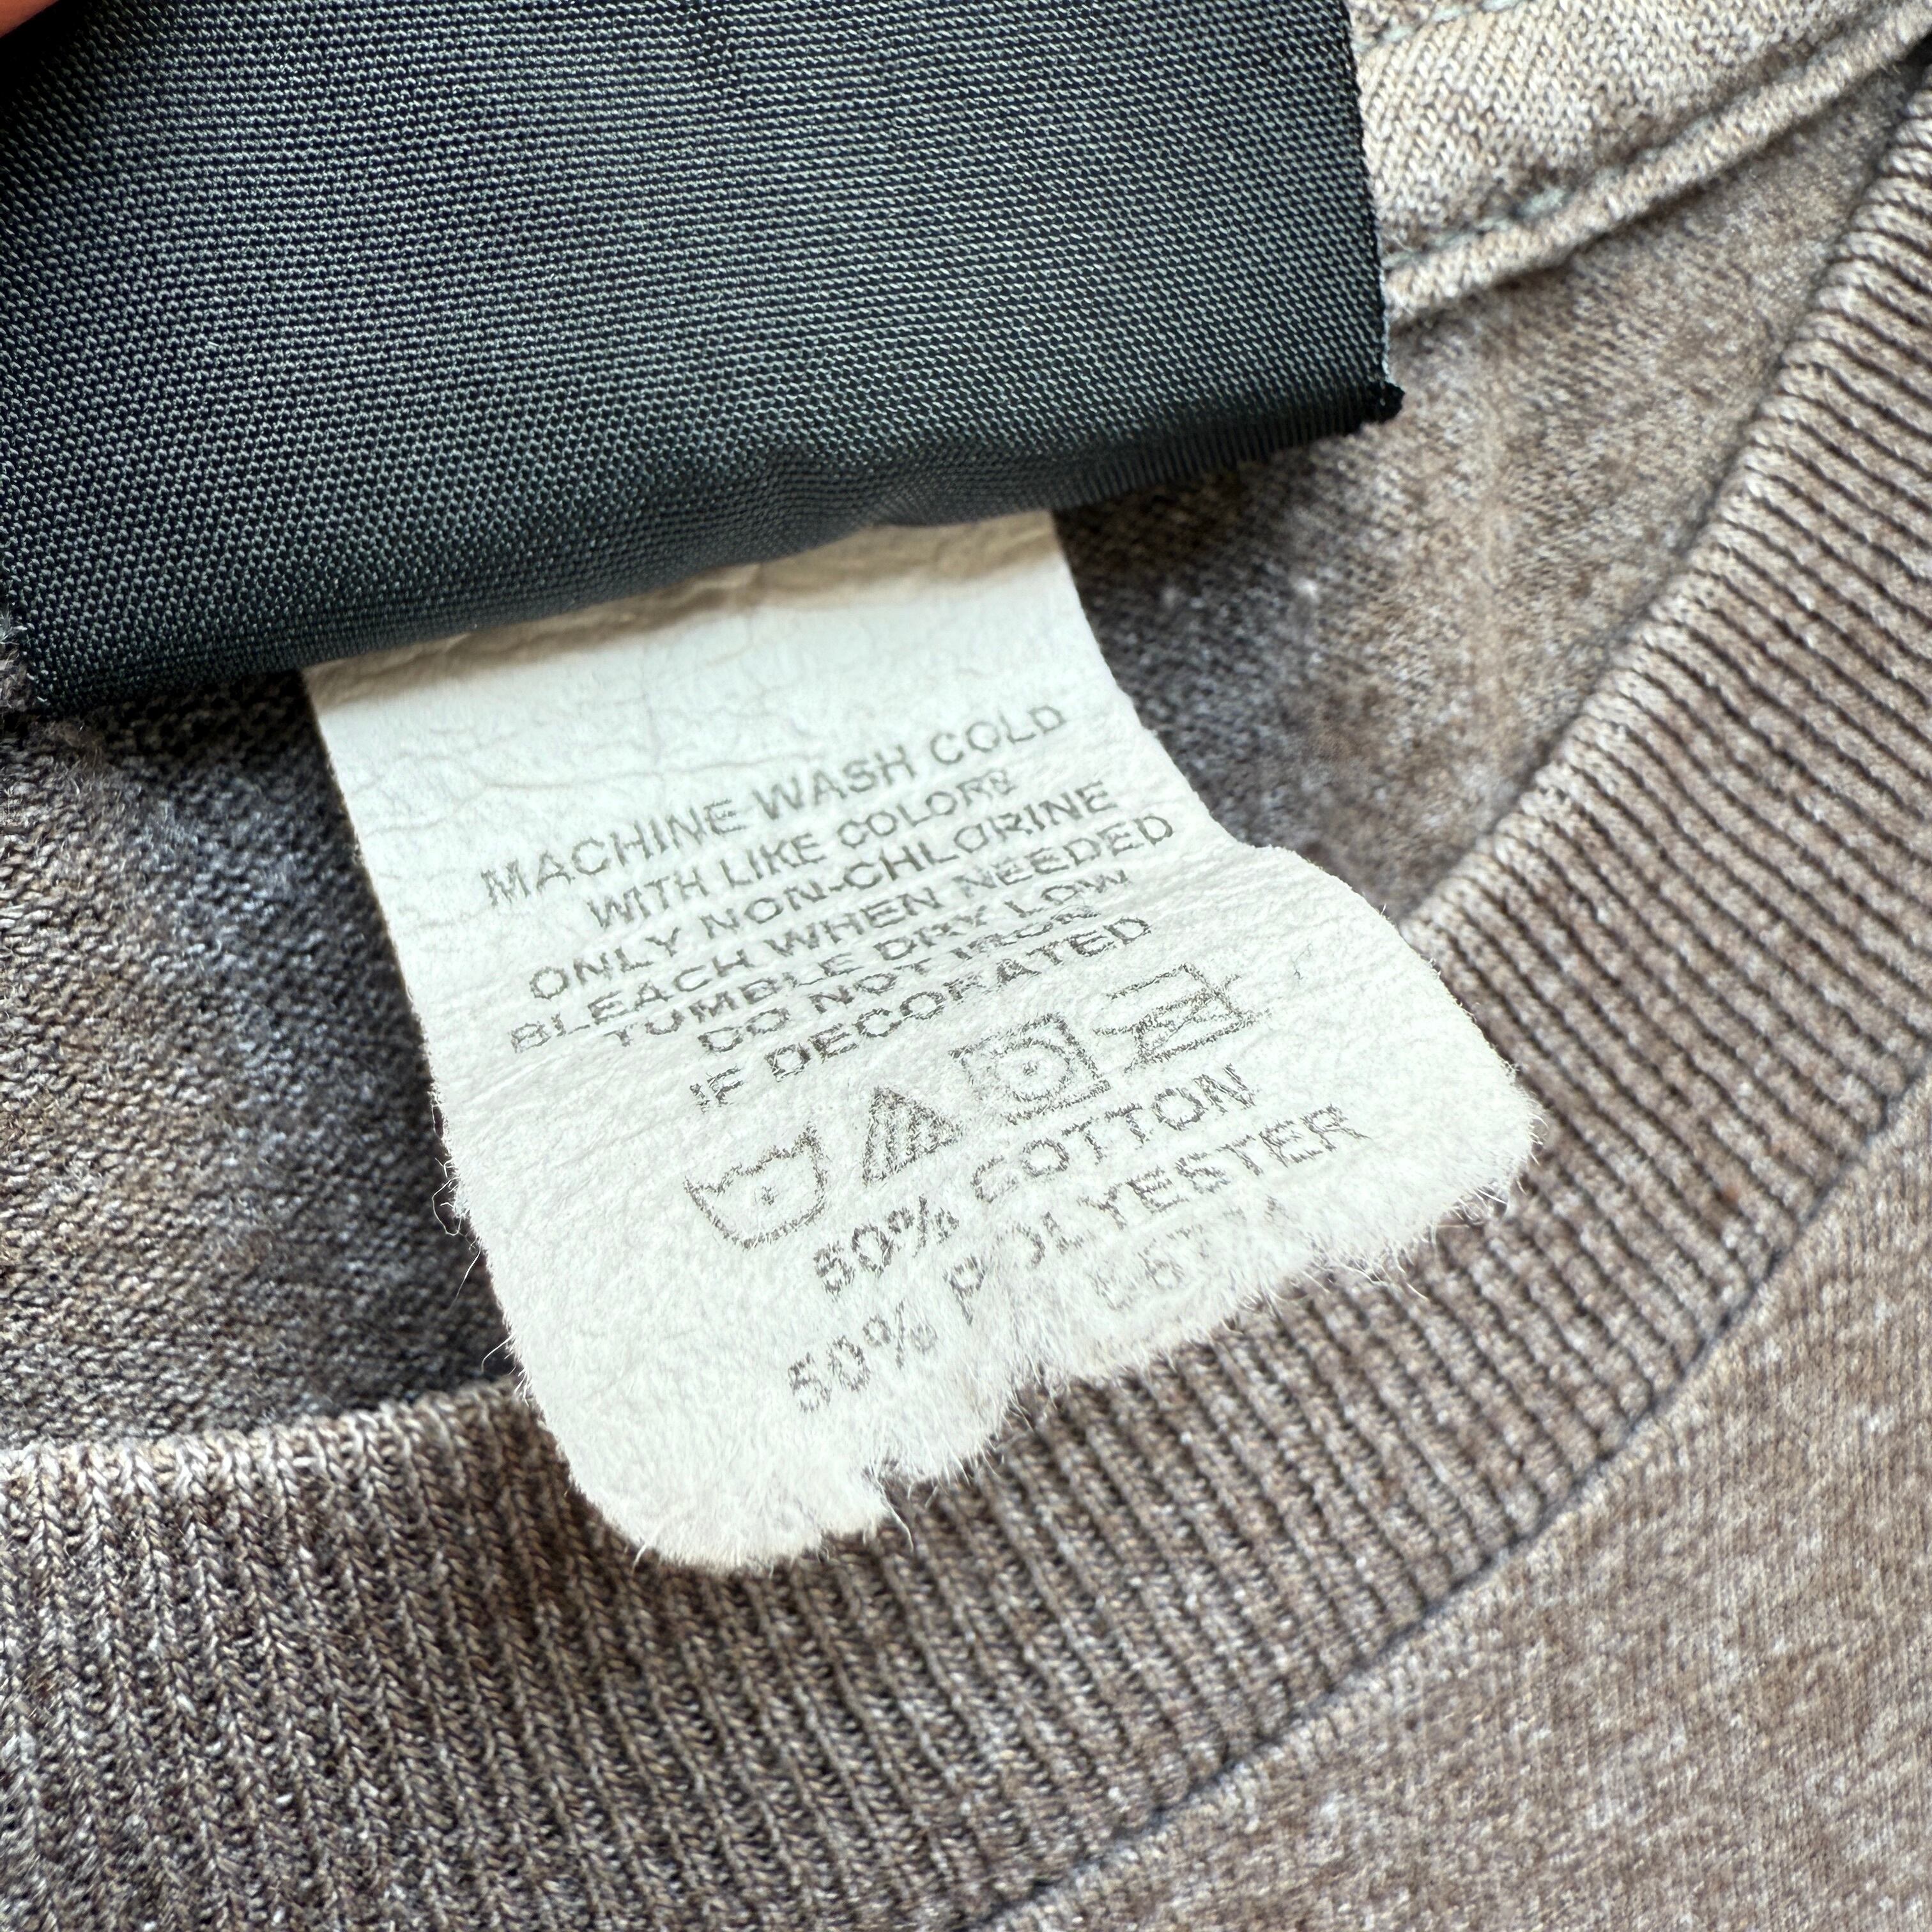 MACHINE WASH COLD
WITH LIKE COLORS
ONLY NON-CHLORINE
BLEACH WHEN NEEDED
TUMBLE DRY LOW
DO NOT IRON
IF DECORATED
50% COTTON
50% POLYESTER